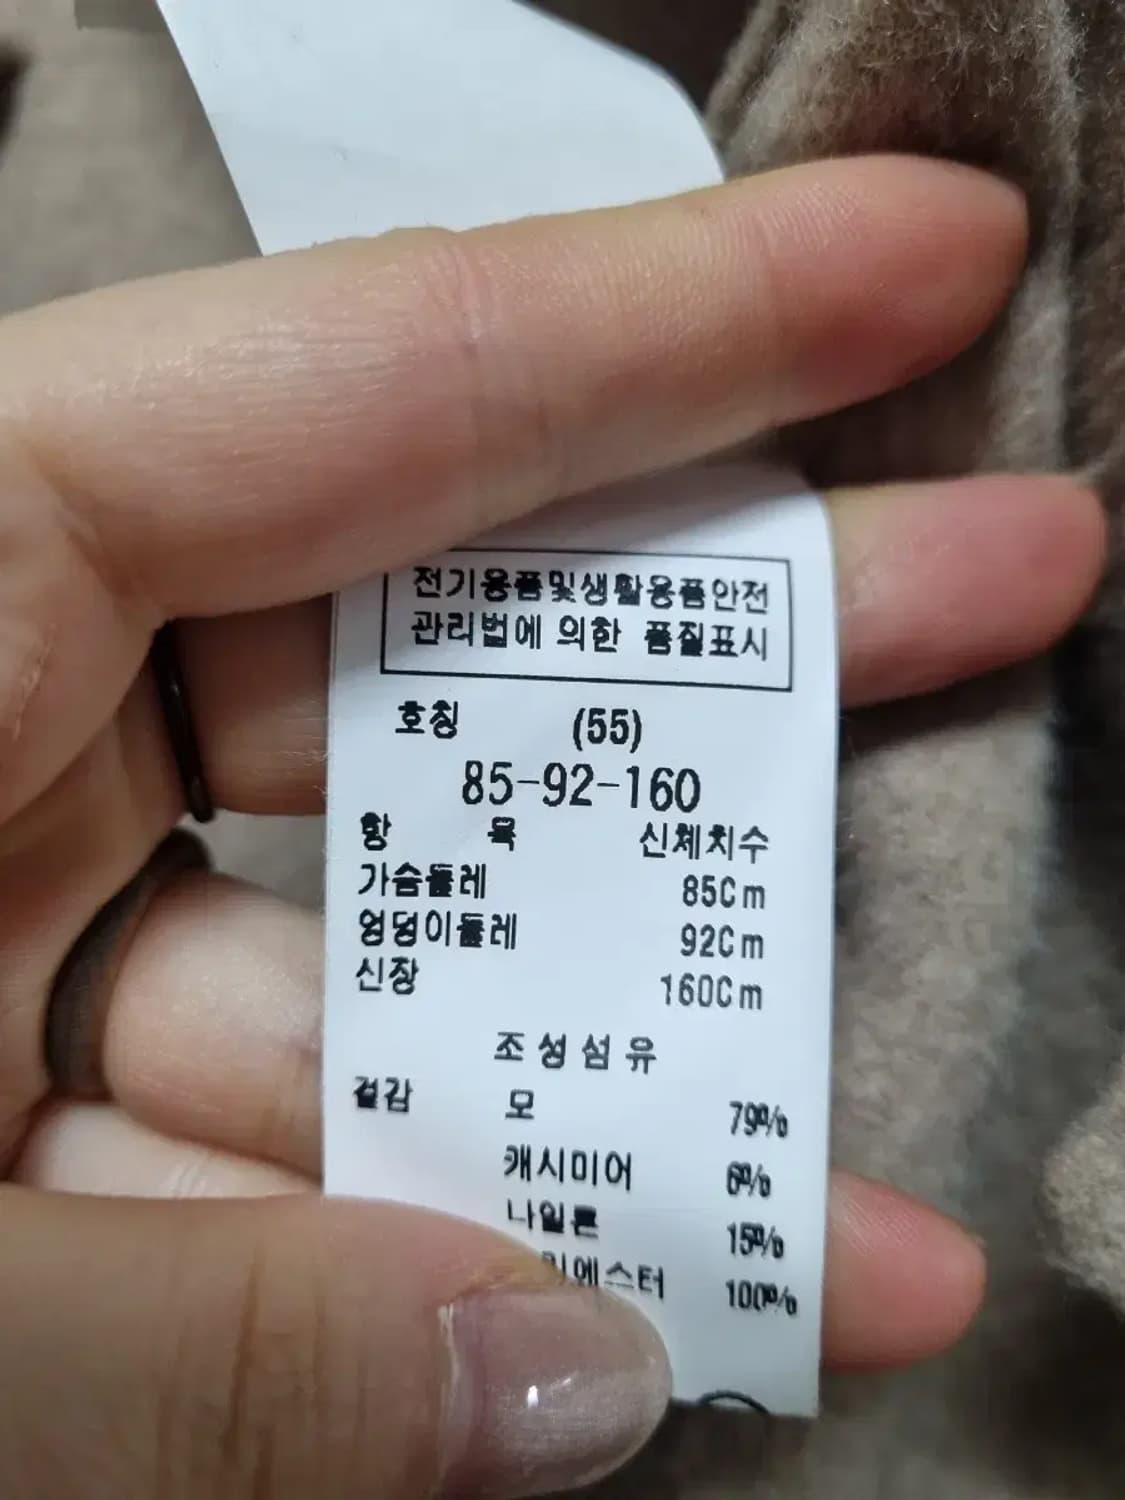 전기용품및생활용품안전
관리법에 의한 품질표시
호칭 (55)
85-92-160
항 목 신체치수
가슴둘레 85Cm
엉덩이둘레 92Cm
신장 160Cm
조성섬유
겉감 모 79%
캐시미어 6%
나일론 15%
에스터 100%